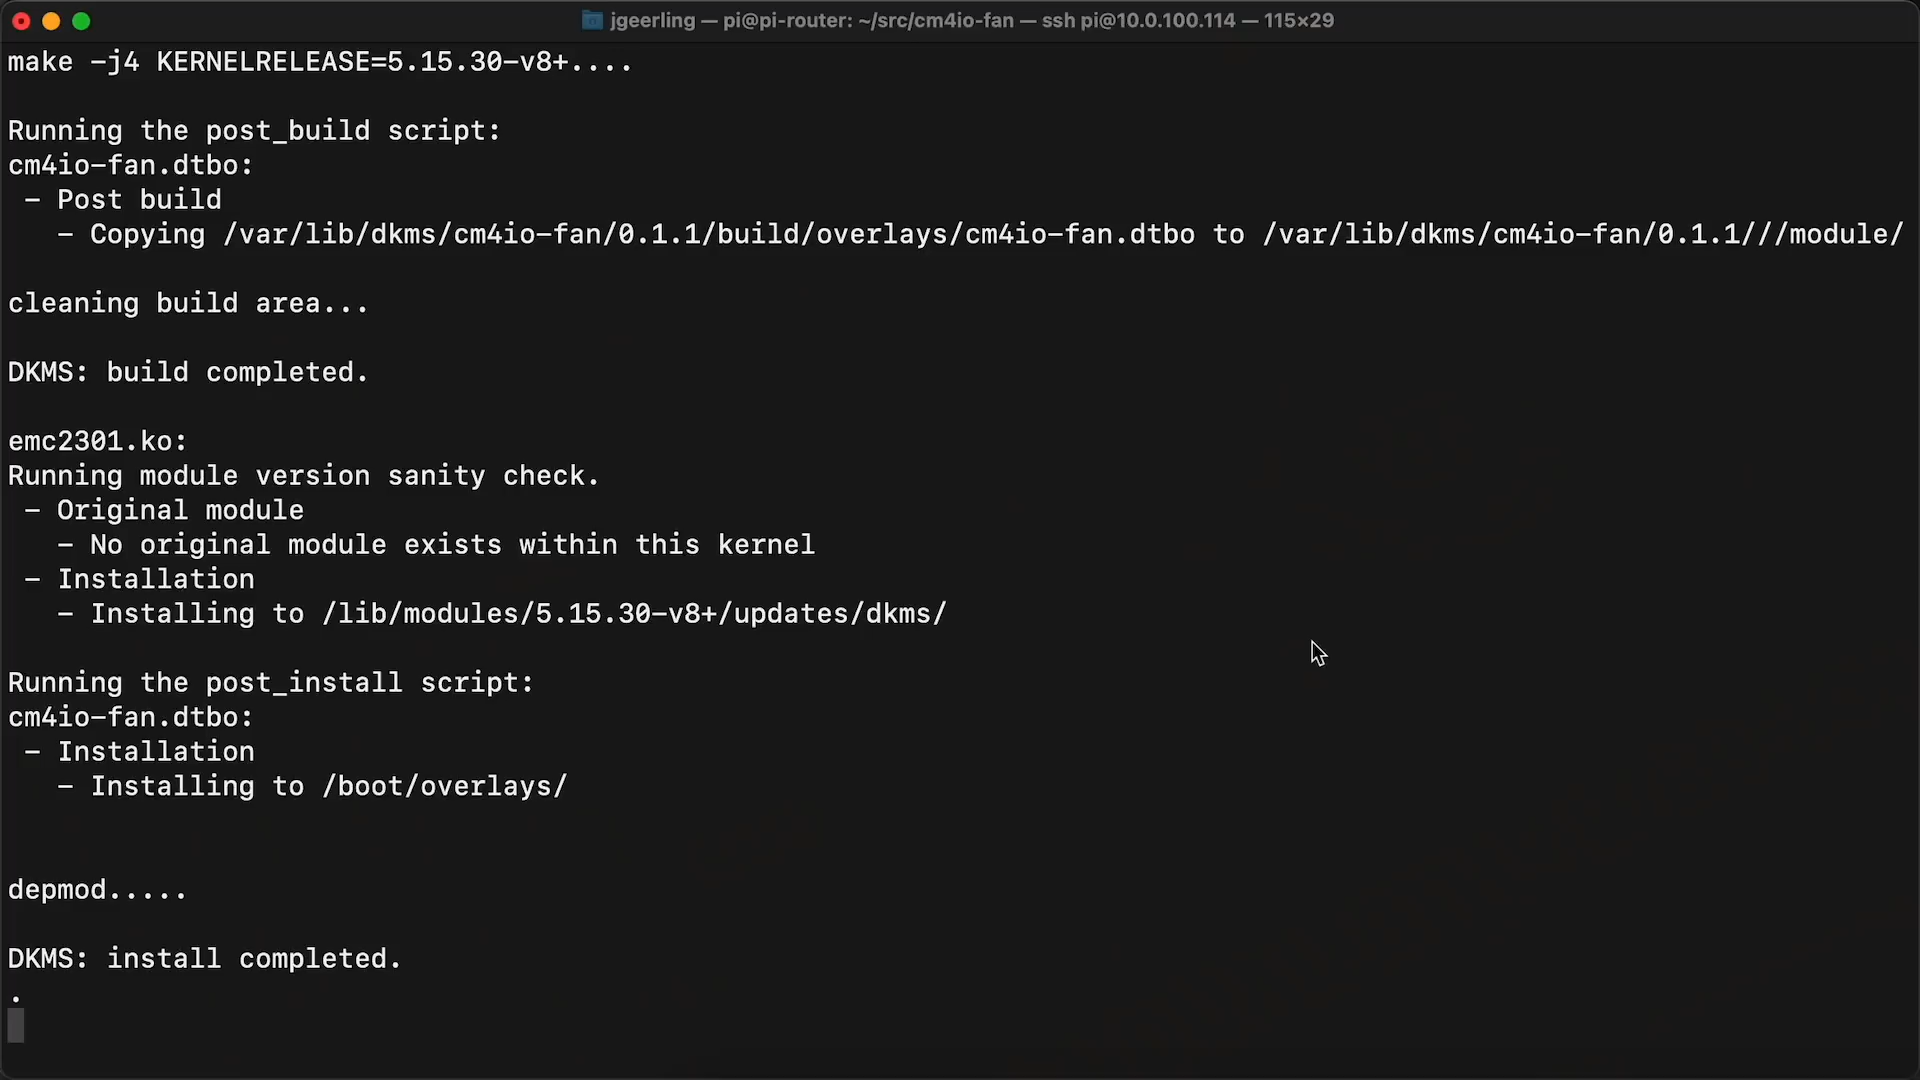 jgeerling — pi@pi-router: ~/src/cm4io-fan — ssh pi@10.0.100.114 — 115×29
make -j4 KERNELRELEASE=5.15.30-v8+....
Running the post_build script:
cm4io-fan.dtbo:
 - Post build
   - Copying /var/lib/dkms/cm4io-fan/0.1.1/build/overlays/cm4io-fan.dtbo to /var/lib/dkms/cm4io-fan/0.1.1///module/
cleaning build area...
DKMS: build completed.
emc2301.ko:
Running module version sanity check.
 - Original module
   - No original module exists within this kernel
 - Installation
   - Installing to /lib/modules/5.15.30-v8+/updates/dkms/
Running the post_install script:
cm4io-fan.dtbo:
 - Installation
   - Installing to /boot/overlays/
depmod.....
DKMS: install completed.
.